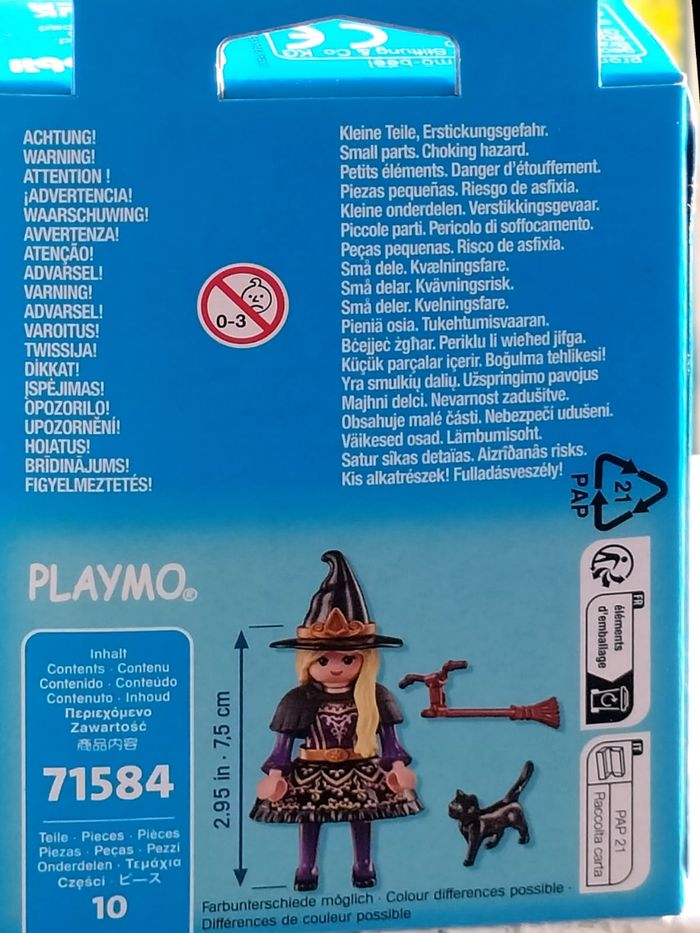 Stiftung & Co KG
CE
ACHTUNG!
WARNING!
ATTENTION !
¡ADVERTENCIA!
WAARSCHUWING!
AVVERTENZA!
ATENÇÃO!
ADVARSEL!
VARNING!
ADVARSEL!
VAROITUS!
TWISSIJA!
DİKKAT!
ĮSPĖJIMAS!
OPOZORILO!
UPOZORNĚNÍ!
HOIATUS!
BRĪDINĀJUMS!
FIGYELMEZTETÉS!
0-3
Kleine Teile, Erstickungsgefahr.
Small parts. Choking hazard.
Petits éléments. Danger d'étouffement.
Piezas pequeñas. Riesgo de asfixia.
Kleine onderdelen. Verstikkingsgevaar.
Piccole parti. Pericolo di soffocamento.
Peças pequenas. Risco de asfixia.
Små dele. Kvælningsfare.
Små delar. Kvävningsrisk.
Små deler. Kvelningsfare.
Pieniä osia. Tukehtumisvaaran.
Bċejjeċ żgħar. Periklu li wieħed jifga.
Küçük parçalar içerir. Boğulma tehlikesi!
Yra smulkių dalių. Užspringimo pavojus
Majhni delci. Nevarnost zadušitve.
Obsahuje malé části. Nebezpečí udušení.
Väikesed osad. Lämbumisoht.
Satur sīkas detaļas. Aizrīšanās risks.
Kis alkatrészek! Fulladásveszély!
21
PAP
PLAYMO®
Inhalt
Contents · Contenu
Contenido · Conteúdo
Contenuto · Inhoud
Περιεχόμενο
Zawartość
商品内容
71584
Teile · Pieces · Pièces
Piezas · Peças · Pezzi
Onderdelen · Τεμάχια
Części · ピース
10
2.95 in · 7,5 cm
FR
éléments
d'emballage
IT
PAP 21
Raccolta carta
Farbunterschiede möglich · Colour differences possible ·
Différences de couleur possible